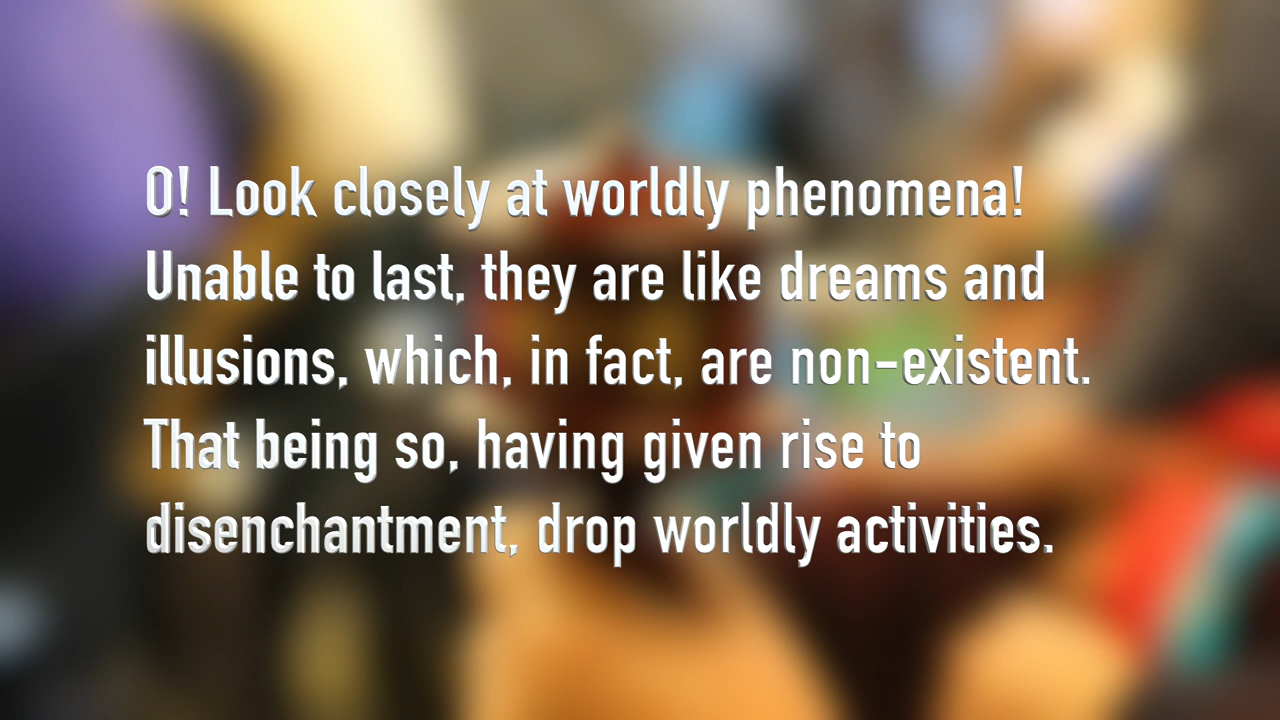 O! Look closely at worldly phenomena!
Unable to last, they are like dreams and
illusions, which, in fact, are non-existent.
That being so, having given rise to
disenchantment, drop worldly activities.